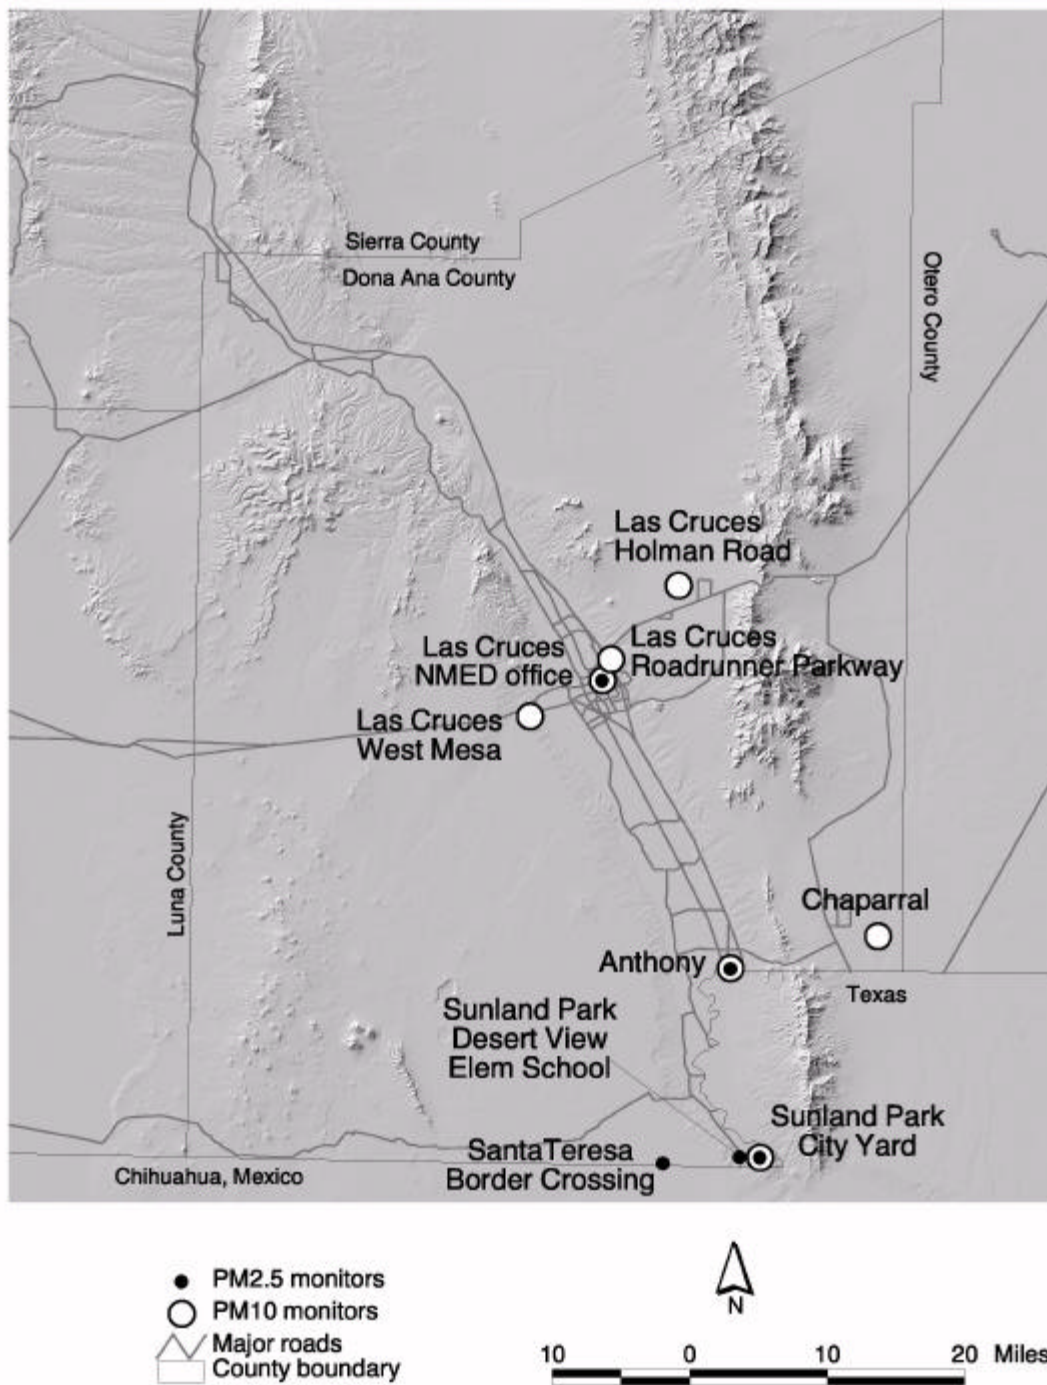 Sierra County
Dona Ana County
Otero County
Las Cruces
Holman Road
Las Cruces
Roadrunner Parkway
Las Cruces
NMED office
Las Cruces
West Mesa
Luna County
Chaparral
Anthony
Texas
Sunland Park
Desert View
Elem School
Sunland Park
City Yard
SantaTeresa
Border Crossing
Chihuahua, Mexico
PM2.5 monitors
PM10 monitors
Major roads
County boundary
N
10 0 10 20 Miles